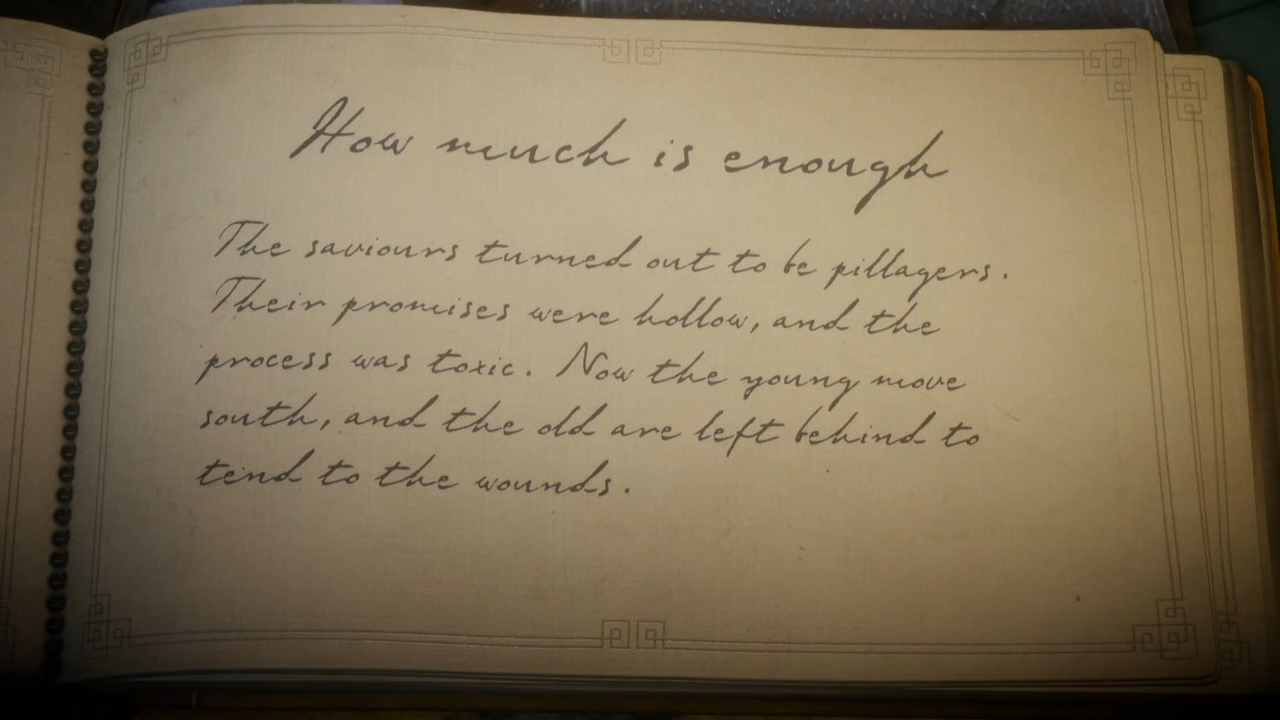 How much is enough
The saviours turned out to be pillagers.
Their promises were hollow, and the
process was toxic. Now the young move
south, and the old are left behind to
tend to the wounds.